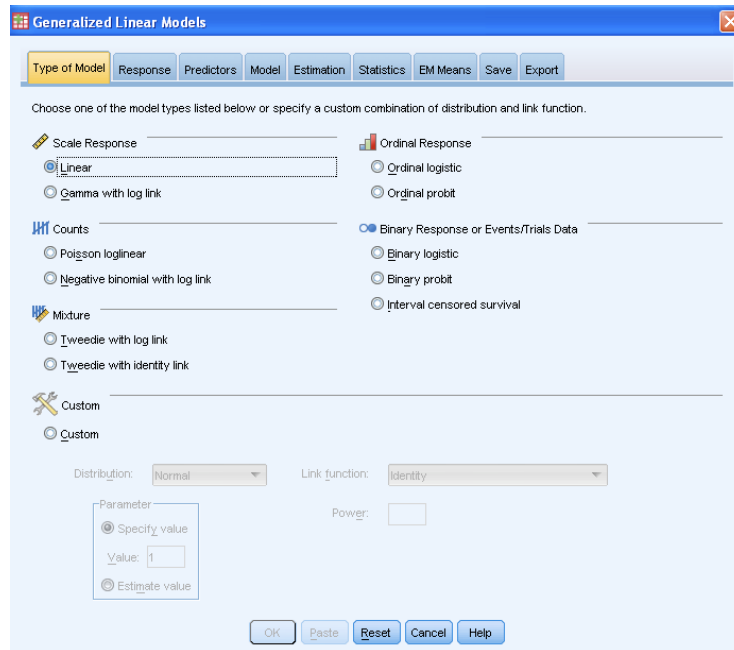 Generalized Linear Models
Type of Model Response Predictors Model Estimation Statistics EM Means Save Export
Choose one of the model types listed below or specify a custom combination of distribution and link function.
Scale Response
Linear
Gamma with log link
Counts
Poisson loglinear
Negative binomial with log link
Mixture
Tweedie with log link
Tweedie with identity link
Ordinal Response
Ordinal logistic
Ordinal probit
Binary Response or Events/Trials Data
Binary logistic
Binary probit
Interval censored survival
Custom
Custom
Distribution: Normal Link function: Identity
Parameter
Specify value
Value: 1
Estimate value
Power:
OK Paste Reset Cancel Help